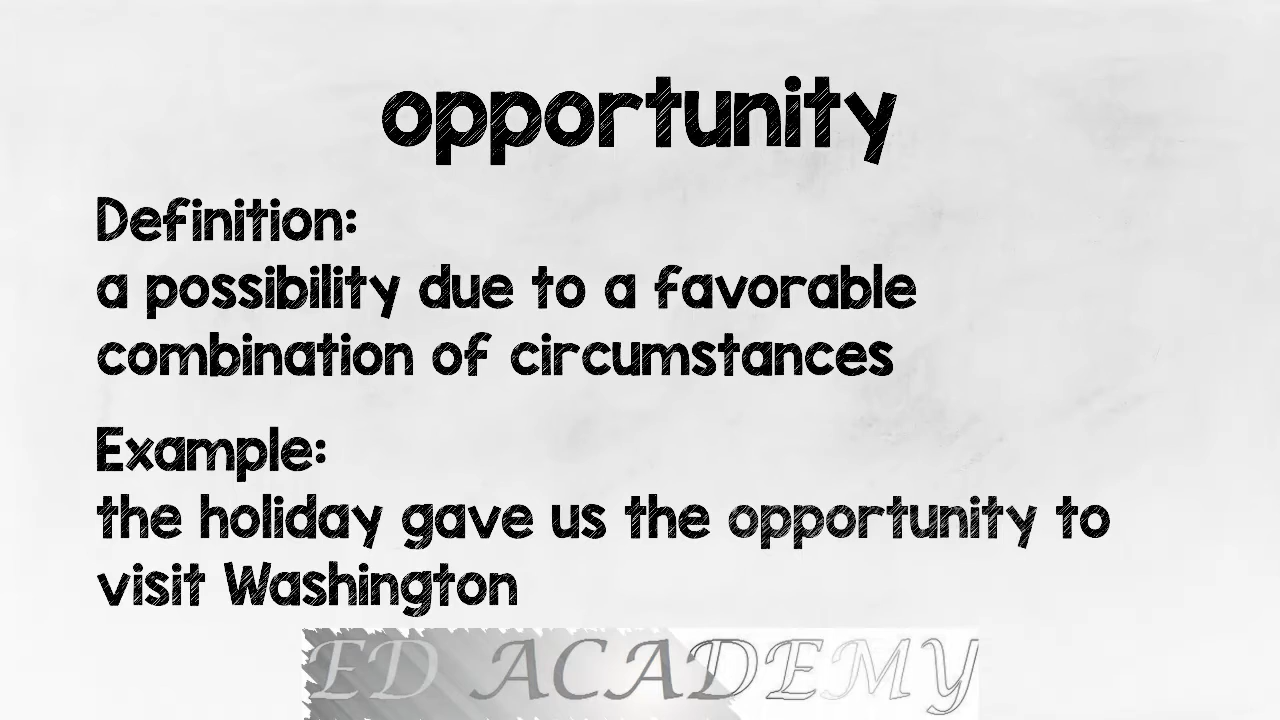 opportunity
Definition:
a possibility due to a favorable
combination of circumstances
Example:
the holiday gave us the opportunity to
visit Washington
ED ACADEMY